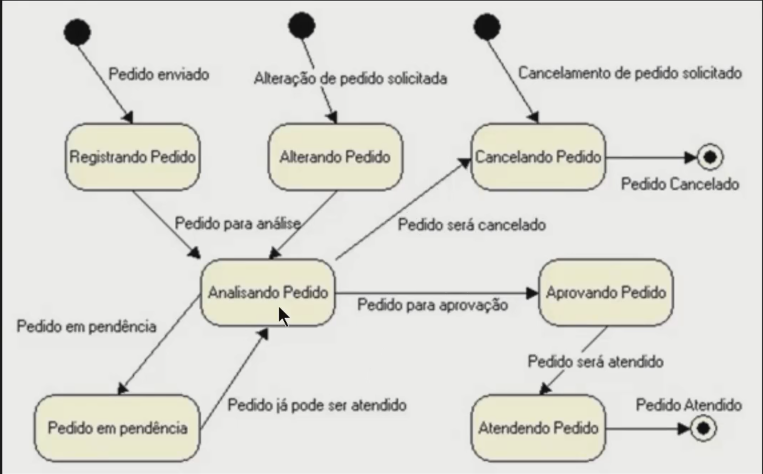 Pedido enviado
Alteração de pedido solicitada
Cancelamento de pedido solicitado
Registrando Pedido
Alterando Pedido
Cancelando Pedido
Pedido Cancelado
Pedido para análise
Pedido será cancelado
Analisando Pedido
Pedido para aprovação
Aprovando Pedido
Pedido em pendência
Pedido será atendido
Pedido já pode ser atendido
Pedido Atendido
Pedido em pendência
Atendendo Pedido